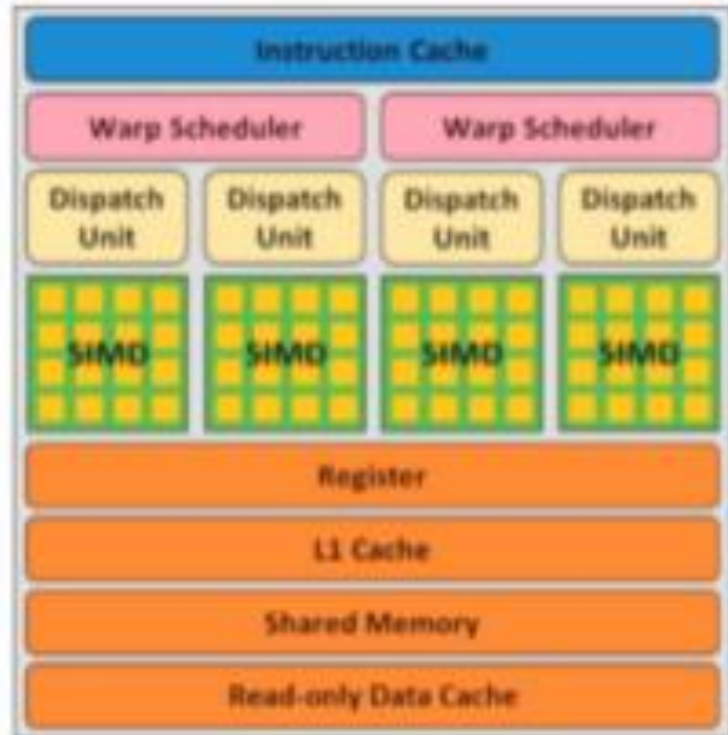 Instruction Cache
Warp Scheduler Warp Scheduler
Dispatch Dispatch Dispatch Dispatch
Unit Unit Unit Unit
SIMD SIMD SIMD SIMD
Register
L1 Cache
Shared Memory
Read-only Data Cache